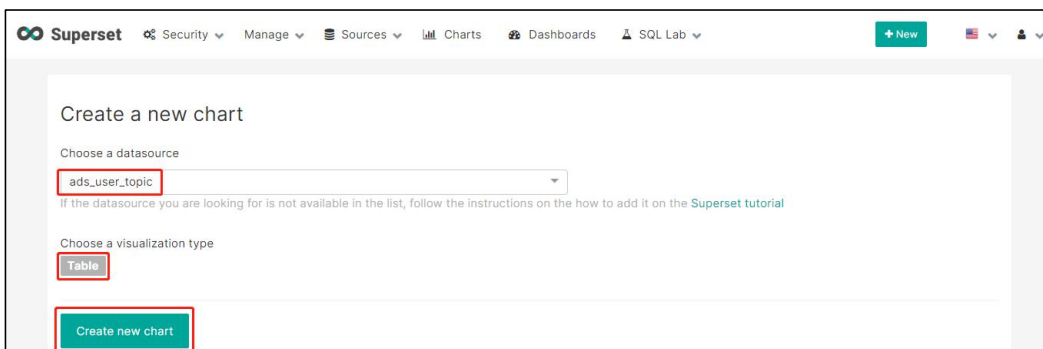 Superset Security Manage Sources Charts Dashboards SQL Lab + New
Create a new chart
Choose a datasource
ads_user_topic
If the datasource you are looking for is not available in the list, follow the instructions on the how to add it on the Superset tutorial
Choose a visualization type
Table
Create new chart